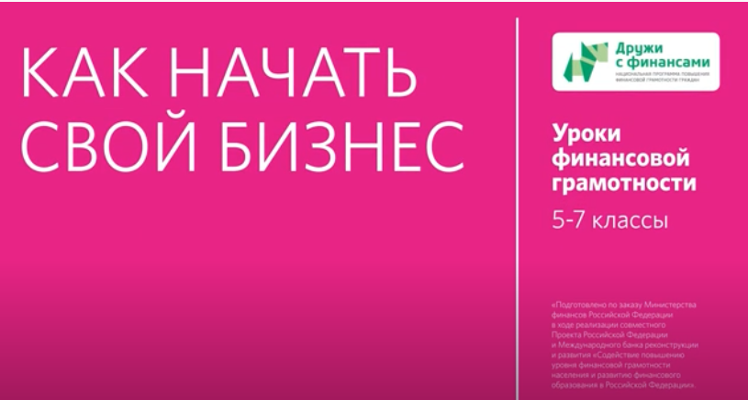 КАК НАЧАТЬ
СВОЙ БИЗНЕС
Дружи
с финансами
НАЦИОНАЛЬНАЯ ПРОГРАММА ПОВЫШЕНИЯ
ФИНАНСОВОЙ ГРАМОТНОСТИ ГРАЖДАН
Уроки
финансовой
грамотности
5-7 классы
«Подготовлено по заказу Министерства
финансов Российской Федерации
в ходе реализации совместного
Проекта Российской Федерации
и Международного банка реконструкции
и развития «Содействие повышению
уровня финансовой грамотности
населения и развитию финансового
образования в Российской Федерации».